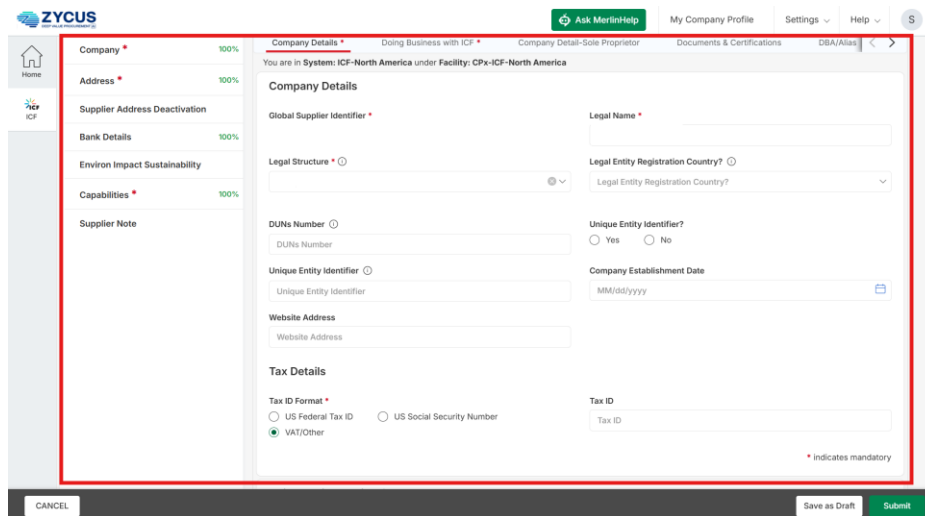 ZYCUS
DEEP VALUE PROCUREMENT
Ask MerlinHelp
My Company Profile
Settings
Help
S
Home
ICF
ICF
Company * 100%
Address * 100%
Supplier Address Deactivation
Bank Details 100%
Environ Impact Sustainability
Capabilities * 100%
Supplier Note
Company Details *
Doing Business with ICF *
Company Detail-Sole Proprietor
Documents & Certifications
DBA/Alias
You are in System: ICF-North America under Facility: CPx-ICF-North America
Company Details
Global Supplier Identifier *
Legal Name *
Legal Structure *
Legal Entity Registration Country?
Legal Entity Registration Country?
DUNs Number
Unique Entity Identifier?
DUNs Number
Yes No
Unique Entity Identifier
Company Establishment Date
Unique Entity Identifier
MM/dd/yyyy
Website Address
Website Address
Tax Details
Tax ID Format *
Tax ID
US Federal Tax ID
US Social Security Number
Tax ID
VAT/Other
* indicates mandatory
CANCEL
Save as Draft
Submit